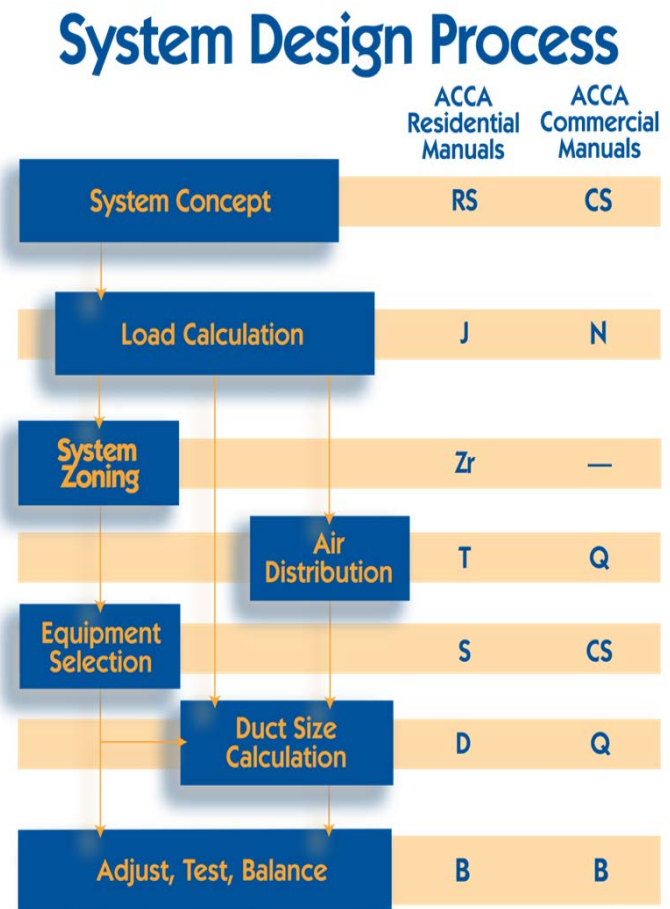 System Design Process
ACCA
Residential
Manuals
ACCA
Commercial
Manuals
System Concept
RS
CS
Load Calculation
J
N
System
Zoning
Zr
—
Air
Distribution
T
Q
Equipment
Selection
S
CS
Duct Size
Calculation
D
Q
Adjust, Test, Balance
B
B